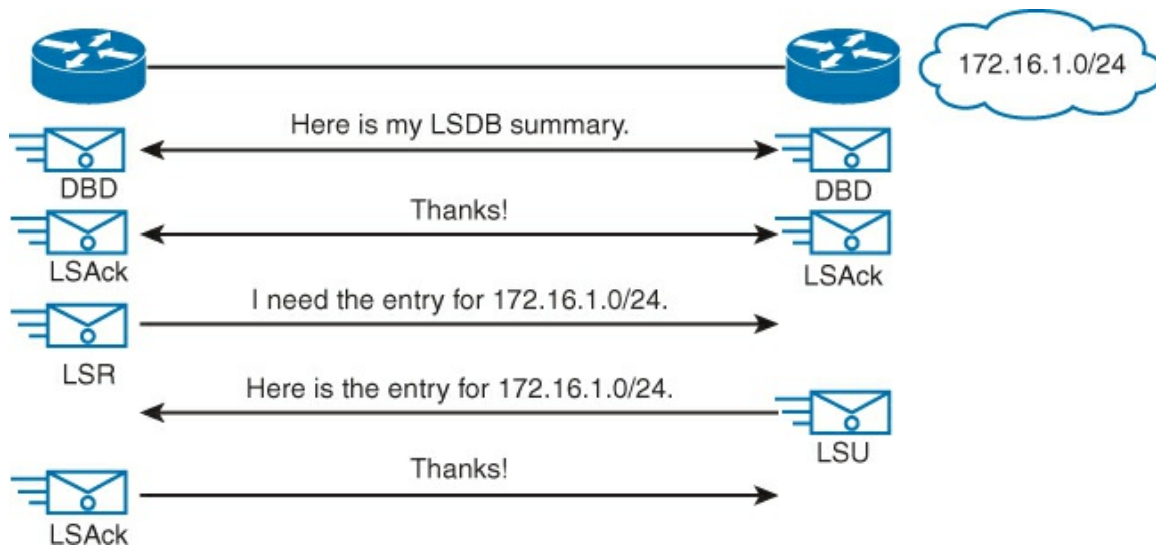 172.16.1.0/24
Here is my LSDB summary.
DBD
DBD
Thanks!
LSAck
LSAck
I need the entry for 172.16.1.0/24.
LSR
Here is the entry for 172.16.1.0/24.
LSU
Thanks!
LSAck